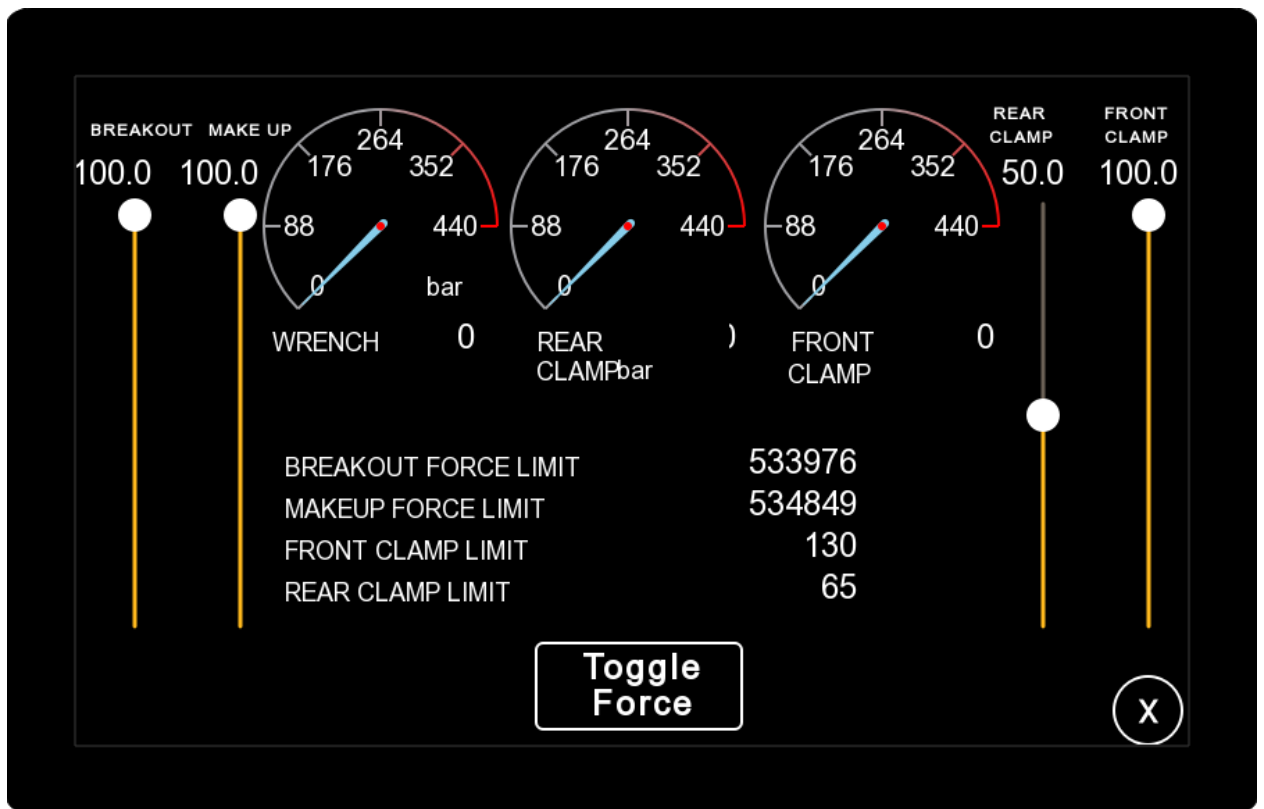 BREAKOUT
100.0
MAKE UP
100.0
0
88
176
264
352
440
bar
WRENCH
0
0
88
176
264
352
440
REAR
CLAMP
bar
0
88
176
264
352
440
FRONT
CLAMP
0
REAR
CLAMP
50.0
FRONT
CLAMP
100.0
BREAKOUT FORCE LIMIT 533976
MAKEUP FORCE LIMIT 534849
FRONT CLAMP LIMIT 130
REAR CLAMP LIMIT 65
Toggle
Force
X